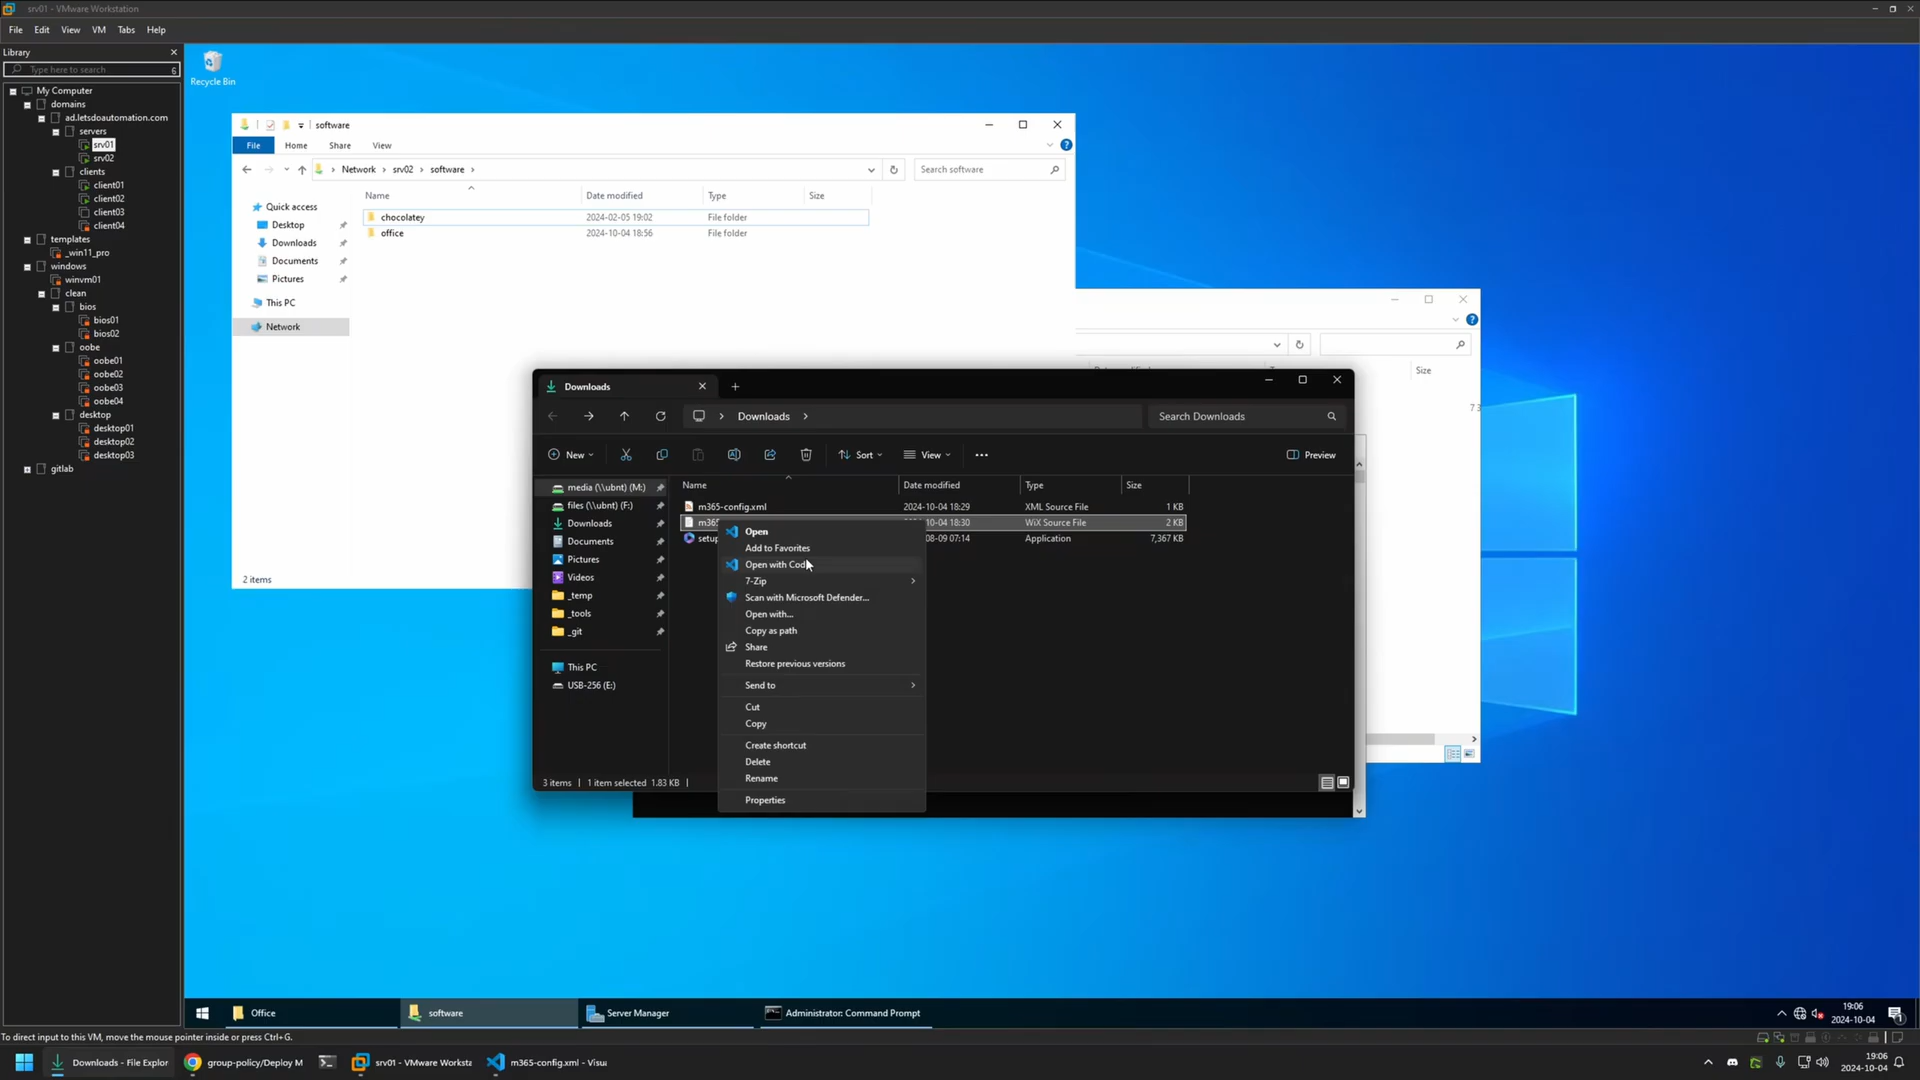 srv01 - VMware Workstation
File Edit View VM Tabs Help
Library
Type here to search
My Computer
domains
ad.letsdoautomation.com
servers
srv01
srv02
clients
client01
client02
client03
client04
templates
_win11_pro
windows
winvm01
clean
bios
bios01
bios02
oobe
oobe01
oobe02
oobe03
oobe04
desktop
desktop01
desktop02
desktop03
gitlab
Recycle Bin
software
File Home Share View
Network srv02 software
Search software
Name Date modified Type Size
chocolatey 2024-02-05 19:02 File folder
office 2024-10-04 18:56 File folder
Quick access
Desktop
Downloads
Documents
Pictures
This PC
Network
2 items
Size
Downloads
Downloads
Search Downloads
New Sort View Preview
Name Date modified Type Size
m365-config.xml 2024-10-04 18:29 XML Source File 1 KB
m365 10-04 18:30 WiX Source File 2 KB
setup 08-09 07:14 Application 7,367 KB
media (\\ubnt) (M:)
files (\\ubnt) (F:)
Downloads
Documents
Pictures
Videos
_temp
_tools
_git
This PC
USB-256 (E:)
3 items 1 item selected 1.83 KB
Open
Add to Favorites
Open with Code
7-Zip
Scan with Microsoft Defender...
Open with...
Copy as path
Share
Restore previous versions
Send to
Cut
Copy
Create shortcut
Delete
Rename
Properties
Office
software
Server Manager
Administrator: Command Prompt
19:06
2024-10-04
To direct input to this VM, move the mouse pointer inside or press Ctrl+G.
Downloads - File Explor
group-policy/Deploy M
srv01 - VMware Worksta
m365-config.xml - Visu
19:06
2024-10-04